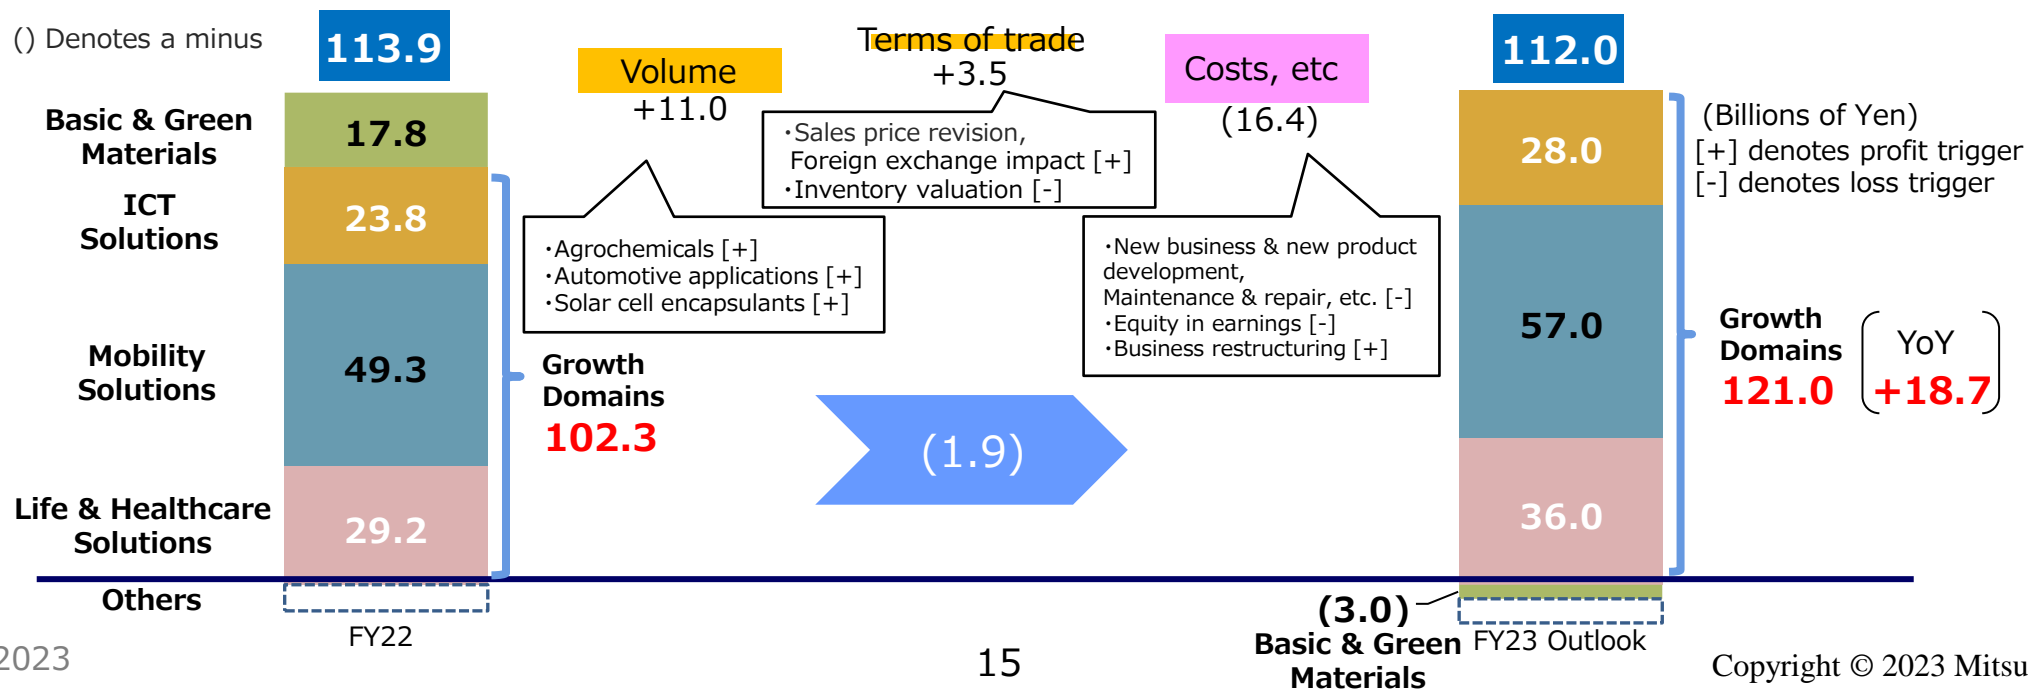 () Denotes a minus
113.9
Volume
+11.0
Terms of trade
+3.5
Costs, etc
(16.4)
112.0
(Billions of Yen)
[+] denotes profit trigger
[-] denotes loss trigger
Basic & Green
Materials
17.8
ICT
Solutions
23.8
Mobility
Solutions
49.3
Life & Healthcare
Solutions
29.2
Others
FY22
Growth
Domains
102.3
・Agrochemicals [+]
・Automotive applications [+]
・Solar cell encapsulants [+]
・Sales price revision,
Foreign exchange impact [+]
・Inventory valuation [-]
・New business & new product
development,
Maintenance & repair, etc. [-]
・Equity in earnings [-]
・Business restructuring [+]
(1.9)
28.0
57.0
36.0
Growth
Domains
121.0
YoY
+18.7
(3.0)
Basic & Green
Materials
FY23 Outlook
2023
15
Copyright © 2023 Mitsu